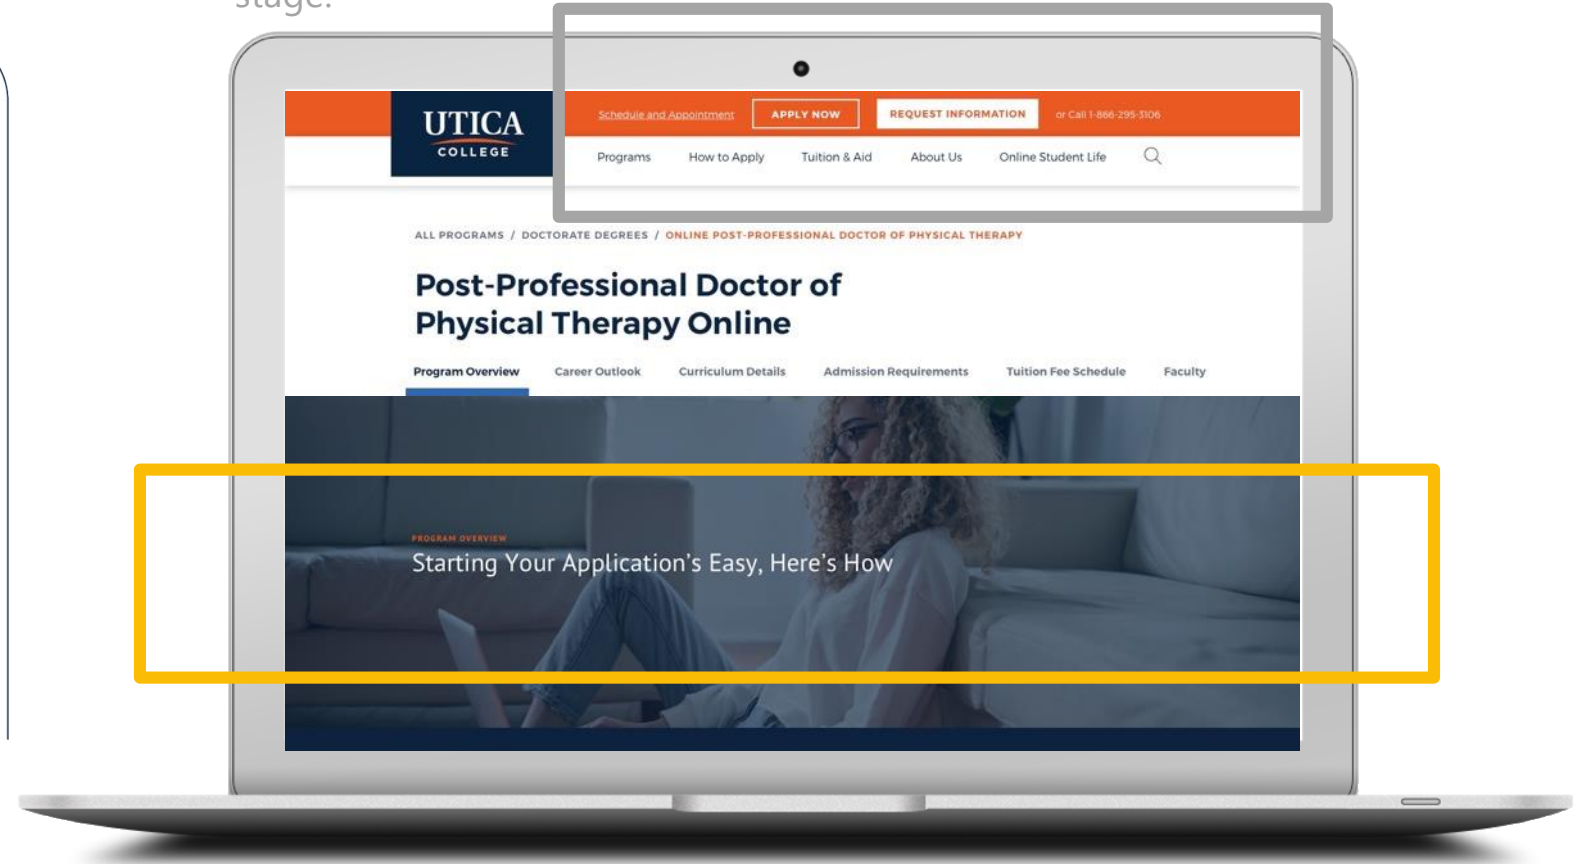 stage.
UTICA
COLLEGE
Schedule and Appointment APPLY NOW REQUEST INFORMATION or Call 1-866-295-3106
Programs How to Apply Tuition & Aid About Us Online Student Life
ALL PROGRAMS / DOCTORATE DEGREES / ONLINE POST-PROFESSIONAL DOCTOR OF PHYSICAL THERAPY
Post-Professional Doctor of
Physical Therapy Online
Program Overview Career Outlook Curriculum Details Admission Requirements Tuition Fee Schedule Faculty
PROGRAM OVERVIEW
Starting Your Application's Easy, Here's How